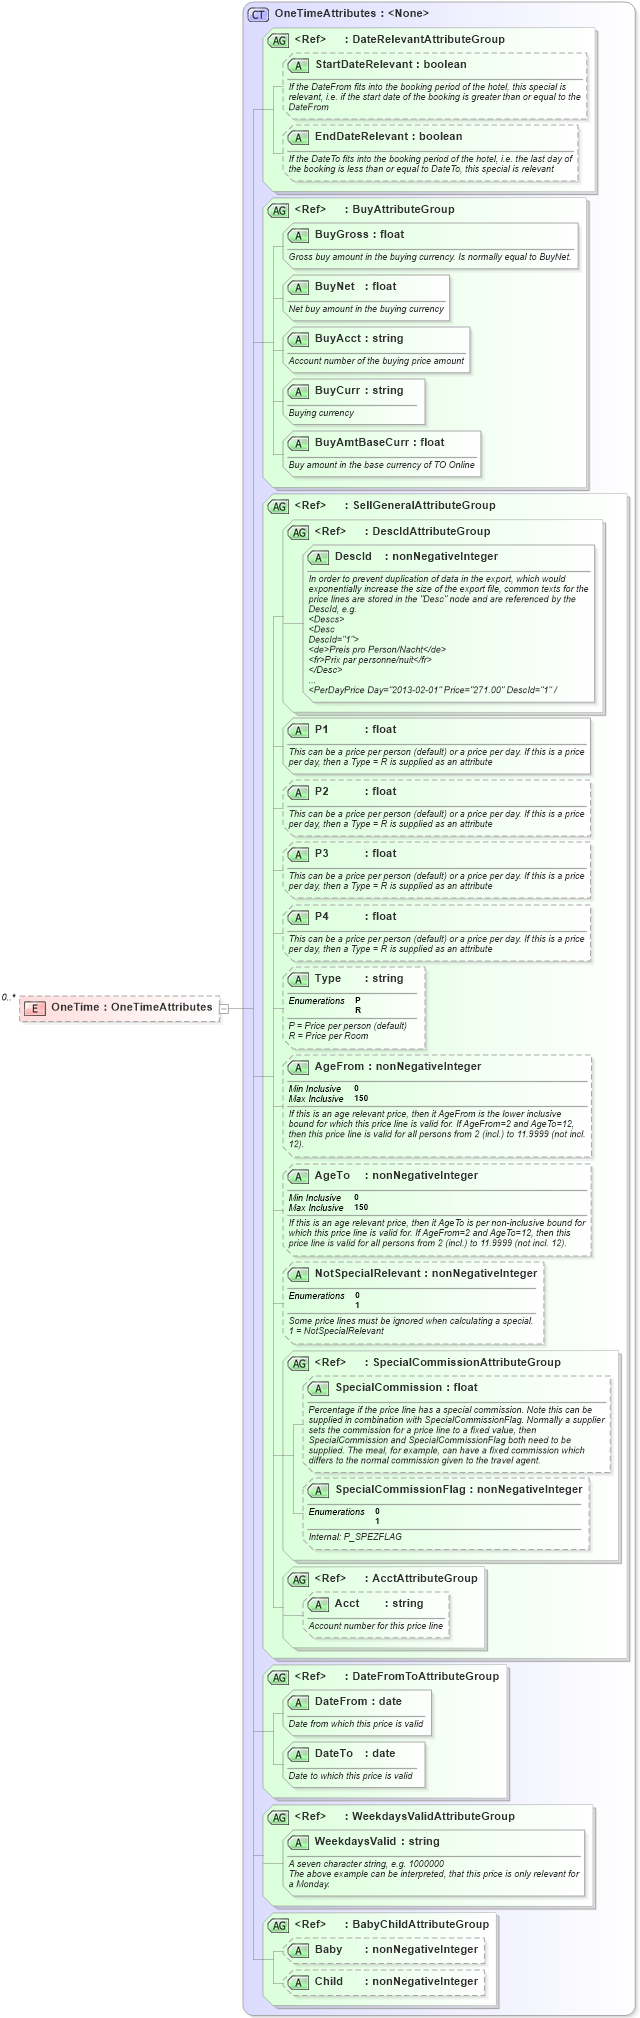 CT OneTimeAttributes : <None>
AG <Ref> : DateRelevantAttributeGroup
A StartDateRelevant : boolean
If the DateFrom fits into the booking period of the hotel, this special is
relevant, i.e. if the start date of the booking is greater than or equal to the
DateFrom
A EndDateRelevant : boolean
If the DateTo fits into the booking period of the hotel, i.e. the last day of
the booking is less than or equal to DateTo, this special is relevant
AG <Ref> : BuyAttributeGroup
A BuyGross : float
Gross buy amount in the buying currency. Is normally equal to BuyNet.
A BuyNet : float
Net buy amount in the buying currency
A BuyAcct : string
Account number of the buying price amount
A BuyCurr : string
Buying currency
A BuyAmtBaseCurr : float
Buy amount in the base currency of TO Online
AG <Ref> : SellGeneralAttributeGroup
AG <Ref> : DescIdAttributeGroup
A DescId : nonNegativeInteger
In order to prevent duplication of data in the export, which would
exponentially increase the size of the export file, common texts for the
price lines are stored in the "Desc" node and are referenced by the
DescId, e.g.
<Descs>
<Desc
DescId="1">
<de>Preis pro Person/Nacht</de>
<fr>Prix par personne/nuit</fr>
</Desc>
...
<PerDayPrice Day="2013-02-01" Price="271.00" DescId="1" /
A P1 : float
This can be a price per person (default) or a price per day. If this is a price
per day, then a Type = R is supplied as an attribute
A P2 : float
This can be a price per person (default) or a price per day. If this is a price
per day, then a Type = R is supplied as an attribute
A P3 : float
This can be a price per person (default) or a price per day. If this is a price
per day, then a Type = R is supplied as an attribute
A P4 : float
This can be a price per person (default) or a price per day. If this is a price
per day, then a Type = R is supplied as an attribute
A Type : string
0..*
E OneTime : OneTimeAttributes
Enumerations P
R
P = Price per person (default)
R = Price per Room
A AgeFrom : nonNegativeInteger
Min Inclusive 0
Max Inclusive 150
If this is an age relevant price, then it AgeFrom is the lower inclusive
bound for which this price line is valid for. If AgeFrom=2 and AgeTo=12,
then this price line is valid for all persons from 2 (incl.) to 11.9999 (not incl.
12).
A AgeTo : nonNegativeInteger
Min Inclusive 0
Max Inclusive 150
If this is an age relevant price, then it AgeTo is per non-inclusive bound for
which this price line is valid for. If AgeFrom=2 and AgeTo=12, then this
price line is valid for all persons from 2 (incl.) to 11.9999 (not incl. 12).
A NotSpecialRelevant : nonNegativeInteger
Enumerations 0
1
Some price lines must be ignored when calculating a special.
1 = NotSpecialRelevant
AG <Ref> : SpecialCommissionAttributeGroup
A SpecialCommission : float
Percentage if the price line has a special commission. Note this can be
supplied in combination with SpecialCommissionFlag. Normally a supplier
sets the commission for a price line to a fixed value, then
SpecialCommission and SpecialCommissionFlag both need to be
supplied. The meal, for example, can have a fixed commission which
differs to the normal commission given to the travel agent.
A SpecialCommissionFlag : nonNegativeInteger
Enumerations 0
1
Internal: P_SPEZFLAG
AG <Ref> : AcctAttributeGroup
A Acct : string
Account number for this price line
AG <Ref> : DateFromToAttributeGroup
A DateFrom : date
Date from which this price is valid
A DateTo : date
Date to which this price is valid
AG <Ref> : WeekdaysValidAttributeGroup
A WeekdaysValid : string
A seven character string, e.g. 1000000
The above example can be interpreted, that this price is only relevant for
a Monday.
AG <Ref> : BabyChildAttributeGroup
A Baby : nonNegativeInteger
A Child : nonNegativeInteger